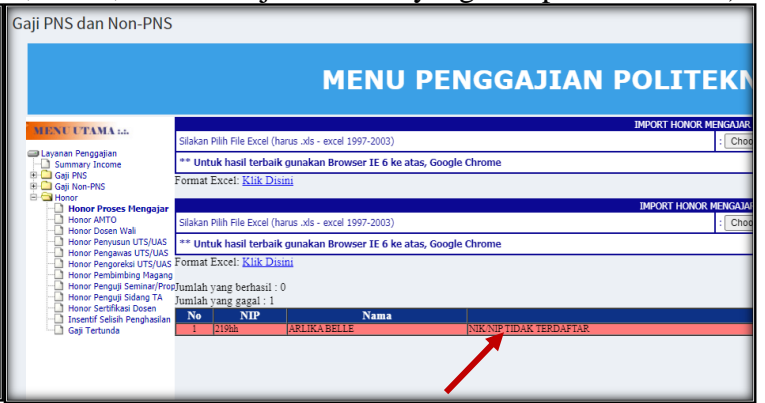 Gaji PNS dan Non-PNS
MENU PENGGAJIAN POLITEKN
MENU UTAMA :.:.
Layanan Penggajian
Summary Income
Gaji PNS
Gaji Non-PNS
Honor
Honor Proses Mengajar
Honor AMTO
Honor Dosen Wali
Honor Penyusun UTS/UAS
Honor Pengawas UTS/UAS
Honor Pengoreksi UTS/UAS
Honor Pembimbing Magang
Honor Penguji Seminar/Prop
Honor Penguji Sidang TA
Honor Sertifikasi Dosen
Insentif Selisih Penghasilan
Gaji Tertunda
IMPORT HONOR MENGAJAR
Silakan Pilih File Excel (harus .xls - excel 1997-2003) : Choo
** Untuk hasil terbaik gunakan Browser IE 6 ke atas, Google Chrome
Format Excel: Klik Disini
IMPORT HONOR MENGAJAR
Silakan Pilih File Excel (harus .xls - excel 1997-2003) : Choo
** Untuk hasil terbaik gunakan Browser IE 6 ke atas, Google Chrome
Format Excel: Klik Disini
Jumlah yang berhasil : 0
Jumlah yang gagal : 1
No NIP Nama
1 219hh ARLIKA BELLE NIK/NIP TIDAK TERDAFTAR